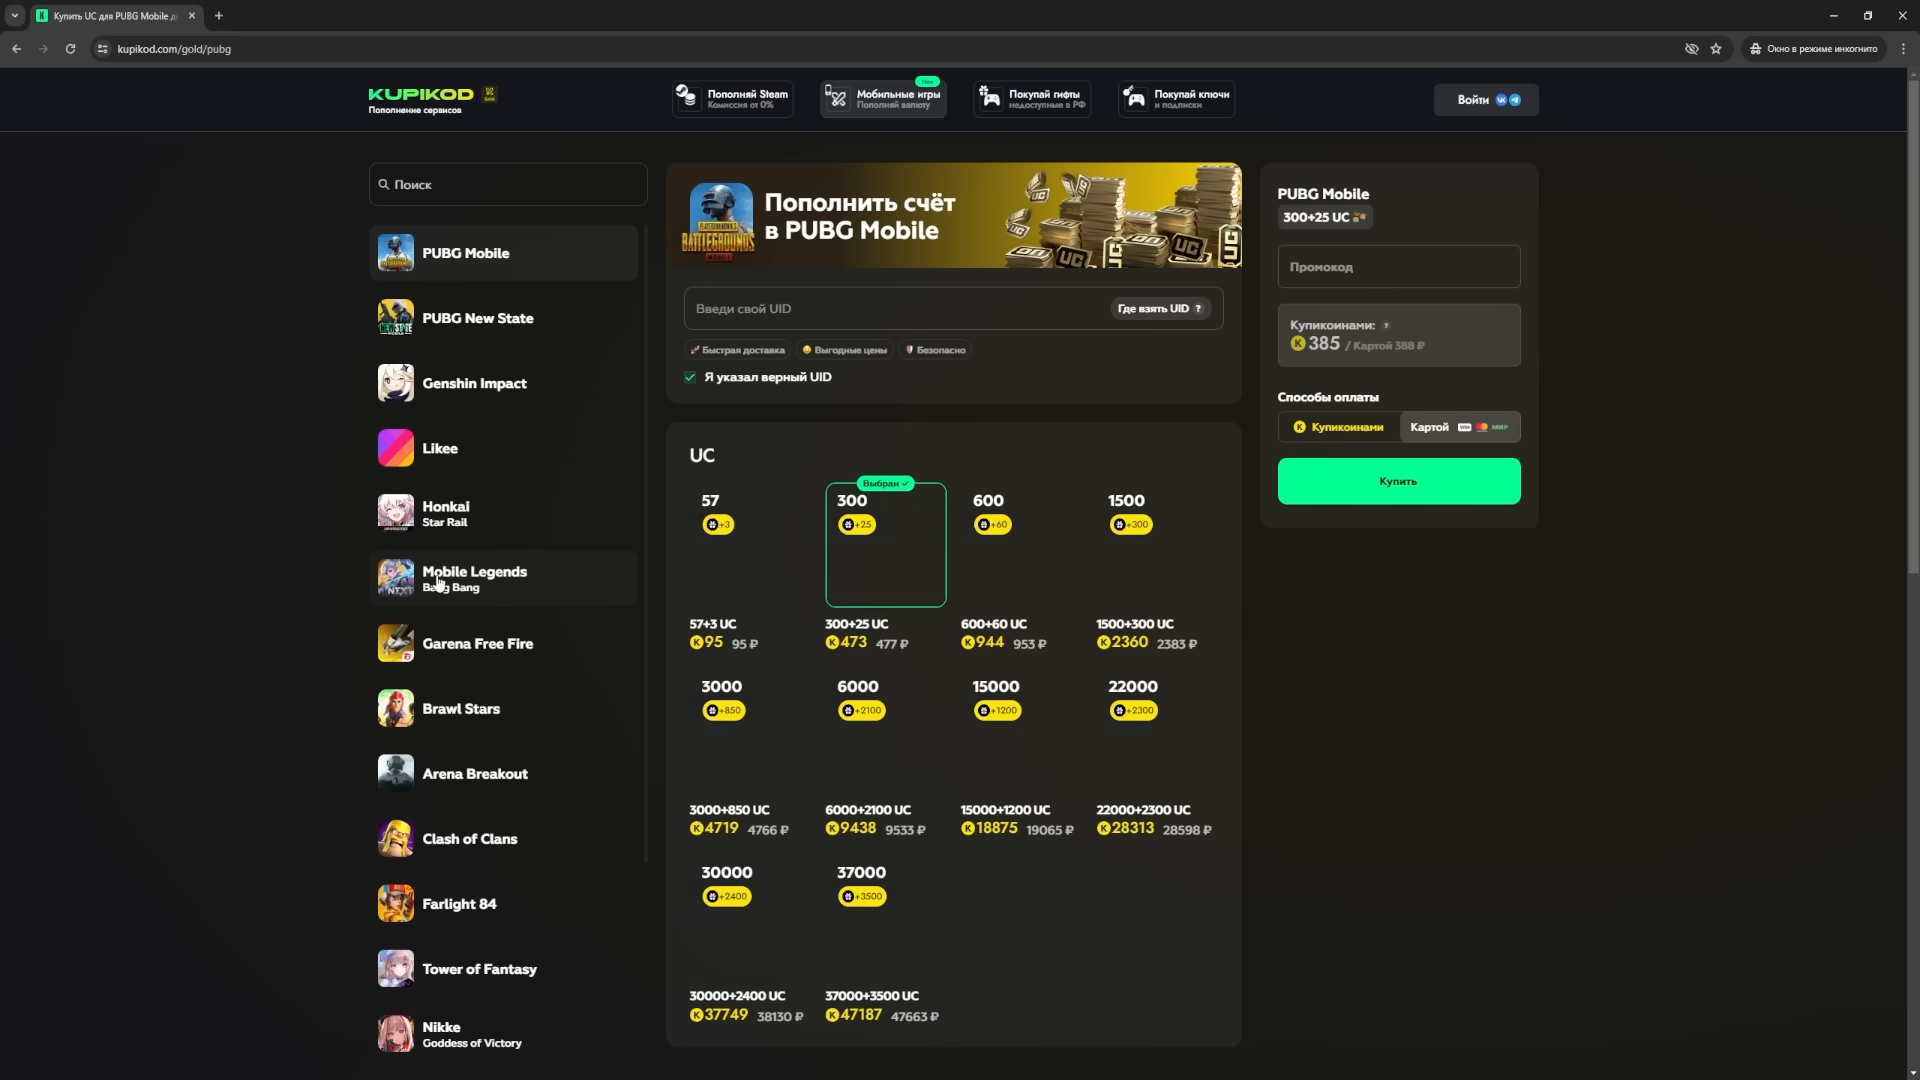 Купить UC для PUBG Mobile д
kupikod.com/gold/pubg
Окно в режиме инкогнито
KUPIKOD
Gold
Пополнение сервисов
Пополняй Steam
Комиссия от 0%
New
Мобильные игры
Пополняй валюту
Покупай гифты
недоступные в РФ
Покупай ключи
и подписки
Войти
Поиск
PUBG Mobile
PUBG New State
Genshin Impact
Likee
Honkai
Star Rail
Mobile Legends
Bang Bang
Garena Free Fire
Brawl Stars
Arena Breakout
Clash of Clans
Farlight 84
Tower of Fantasy
Nikke
Goddess of Victory
Пополнить счёт
в PUBG Mobile
Введи свой UID
Где взять UID ?
Быстрая доставка
Выгодные цены
Безопасно
Я указал верный UID
UC
57
+3
57+3 UC
95 95 ₽
Выбран ✓
300
+25
300+25 UC
473 477 ₽
600
+60
600+60 UC
944 953 ₽
1500
+300
1500+300 UC
2360 2383 ₽
3000
+850
3000+850 UC
4719 4766 ₽
6000
+2100
6000+2100 UC
9438 9533 ₽
15000
+1200
15000+1200 UC
18875 19065 ₽
22000
+2300
22000+2300 UC
28313 28598 ₽
30000
+2400
30000+2400 UC
37749 38130 ₽
37000
+3500
37000+3500 UC
47187 47663 ₽
PUBG Mobile
300+25 UC
Промокод
Купикоинами: ?
385 / Картой 388 ₽
Способы оплаты
Купикоинами
Картой VISA МИР
Купить